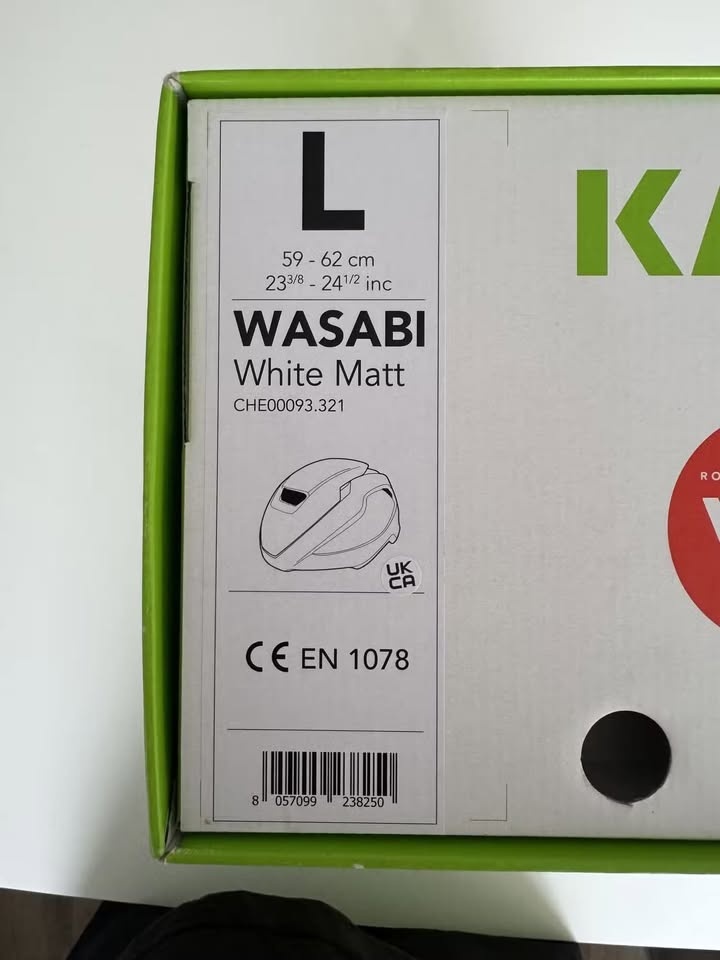 L
59 - 62 cm
23 3/8 - 24 1/2 inc
WASABI
White Matt
CHE00093.321
UK
CA
CE EN 1078
8 057099 238250
KA
RO